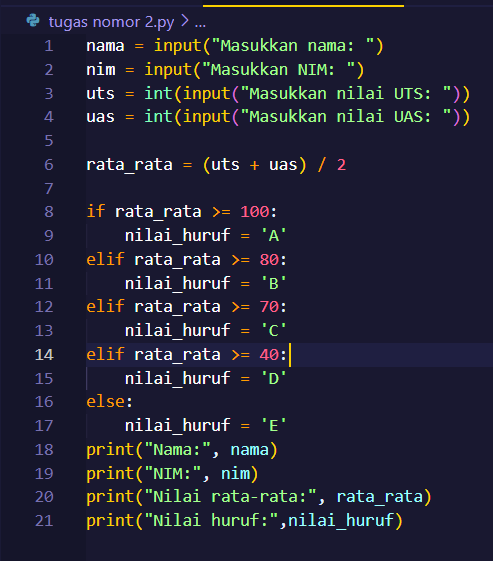 tugas nomor 2.py > ...
1 nama = input("Masukkan nama: ")
2 nim = input("Masukkan NIM: ")
3 uts = int(input("Masukkan nilai UTS: "))
4 uas = int(input("Masukkan nilai UAS: "))
5
6 rata_rata = (uts + uas) / 2
7
8 if rata_rata >= 100:
9     nilai_huruf = 'A'
10 elif rata_rata >= 80:
11     nilai_huruf = 'B'
12 elif rata_rata >= 70:
13     nilai_huruf = 'C'
14 elif rata_rata >= 40:
15     nilai_huruf = 'D'
16 else:
17     nilai_huruf = 'E'
18 print("Nama:", nama)
19 print("NIM:", nim)
20 print("Nilai rata-rata:", rata_rata)
21 print("Nilai huruf:",nilai_huruf)